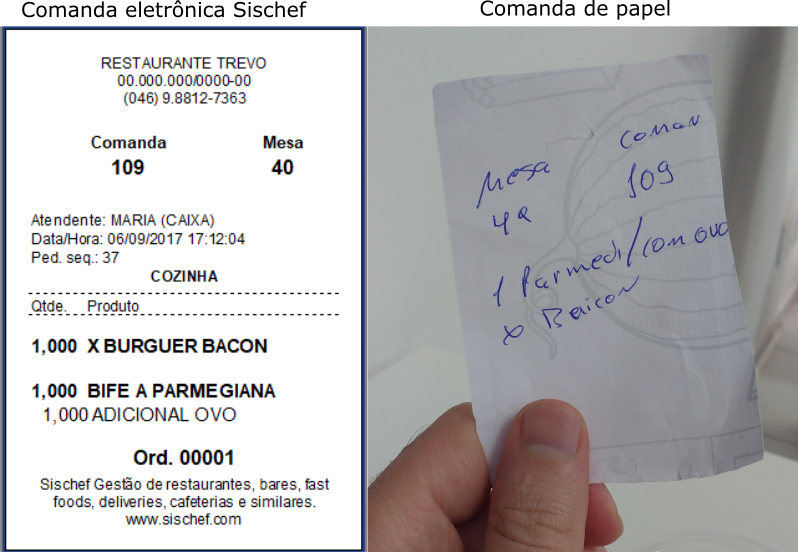 Comanda eletrônica Sischef
RESTAURANTE TREVO
00.000.000/0000-00
(046) 9.8812-7363
Comanda Mesa
109 40
Atendente: MARIA (CAIXA)
Data/Hora: 06/09/2017 17:12:04
Ped. seq.: 37
COZINHA
Qtde. Produto
1,000 X BURGUER BACON
1,000 BIFE A PARMEGIANA
1,000 ADICIONAL OVO
Ord. 00001
Sischef Gestão de restaurantes, bares, fast
foods, deliveries, cafeterias e similares.
www.sischef.com
Comanda de papel
Mesa Coman
4º 109
1 Parmedi/com ovo
x Baicon